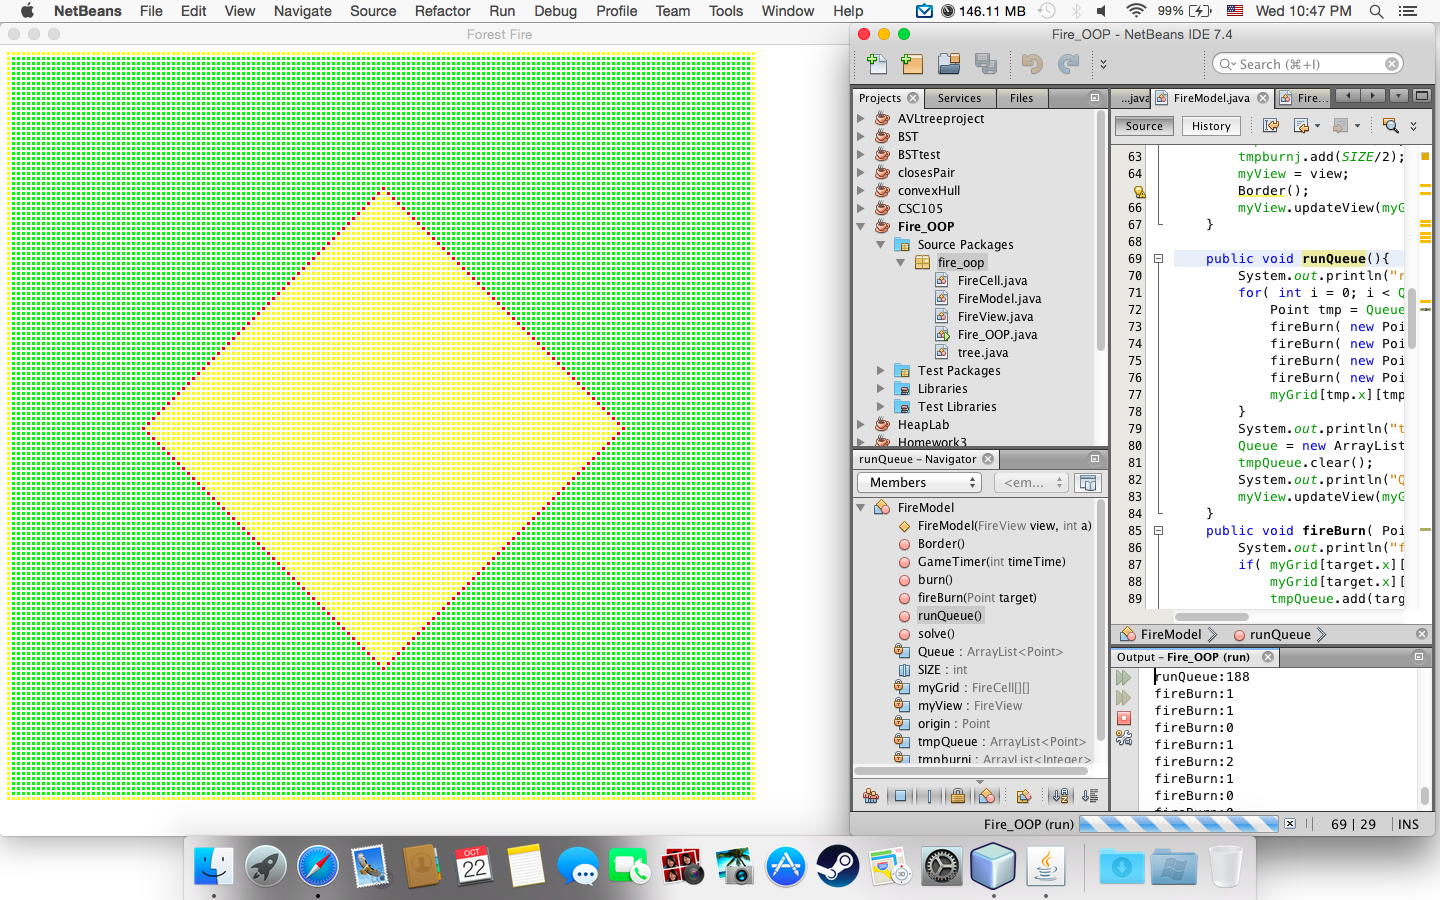 NetBeans File Edit View Navigate Source Refactor Run Debug Profile Team Tools Window Help 146.11 MB 99% Wed 10:47 PM
Forest Fire
Fire_OOP - NetBeans IDE 7.4
Search (⌘+I)
Projects Services Files
AVLtreeproject
BST
BSTtest
closesPair
convexHull
CSC105
Fire_OOP
Source Packages
fire_oop
FireCell.java
FireModel.java
FireView.java
Fire_OOP.java
tree.java
Test Packages
Libraries
Test Libraries
HeapLab
Homework3
runQueue - Navigator
Members <em...
FireModel
FireModel(FireView view, int a)
Border()
GameTimer(int timeTime)
burn()
fireBurn(Point target)
runQueue()
solve()
Queue : ArrayList<Point>
SIZE : int
myGrid : FireCell[][]
myView : FireView
origin : Point
tmpQueue : ArrayList<Point>
tmpburni : ArrayList<Integer>
...java FireModel.java Fire...
Source History
63 tmpburnj.add(SIZE/2);
64 myView = view;
Border();
66 myView.updateView(myG
67 }
68
69 public void runQueue(){
70 System.out.println("r
71 for( int i = 0; i < Q
72 Point tmp = Queue
73 fireBurn( new Poi
74 fireBurn( new Poi
75 fireBurn( new Poi
76 fireBurn( new Poi
77 myGrid[tmp.x][tmp
78 }
79 System.out.println("t
80 Queue = new ArrayList
81 tmpQueue.clear();
82 System.out.println("Q
83 myView.updateView(myG
84 }
85 public void fireBurn( Poi
86 System.out.println("f
87 if( myGrid[target.x][
88 myGrid[target.x][
89 tmpQueue.add(targ
FireModel runQueue
Output - Fire_OOP (run)
runQueue:188
fireBurn:1
fireBurn:1
fireBurn:0
fireBurn:1
fireBurn:2
fireBurn:1
fireBurn:0
Fire_OOP (run) 69 | 29 INS
OCT
22